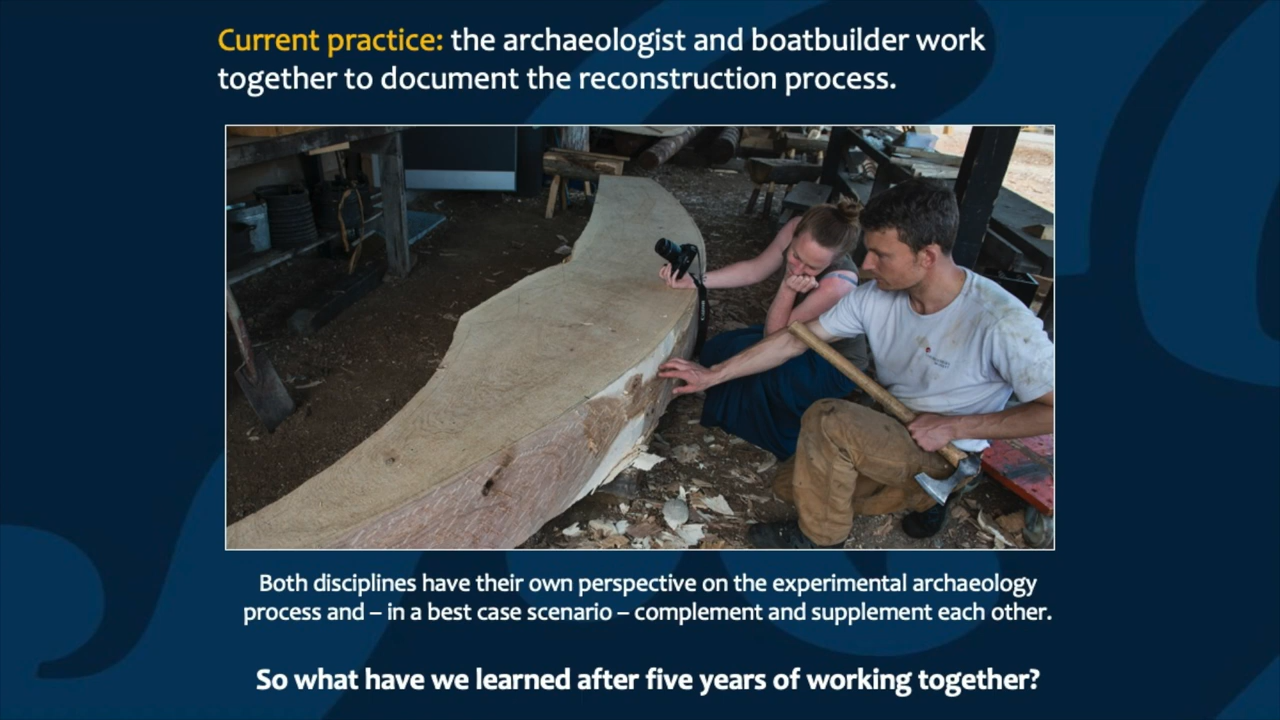 Current practice: the archaeologist and boatbuilder work
together to document the reconstruction process.
Both disciplines have their own perspective on the experimental archaeology
process and – in a best case scenario – complement and supplement each other.
So what have we learned after five years of working together?